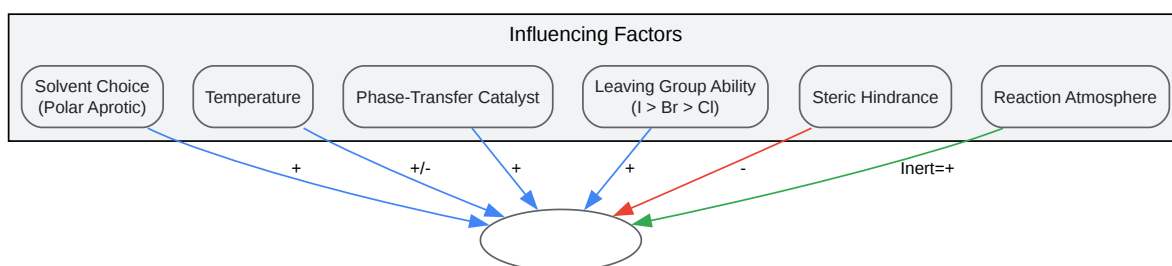 Influencing Factors
Solvent Choice
(Polar Aprotic)
Temperature
Phase-Transfer Catalyst
Leaving Group Ability
(I > Br > Cl)
Steric Hindrance
Reaction Atmosphere
+
+/-
+
+
-
Inert=+